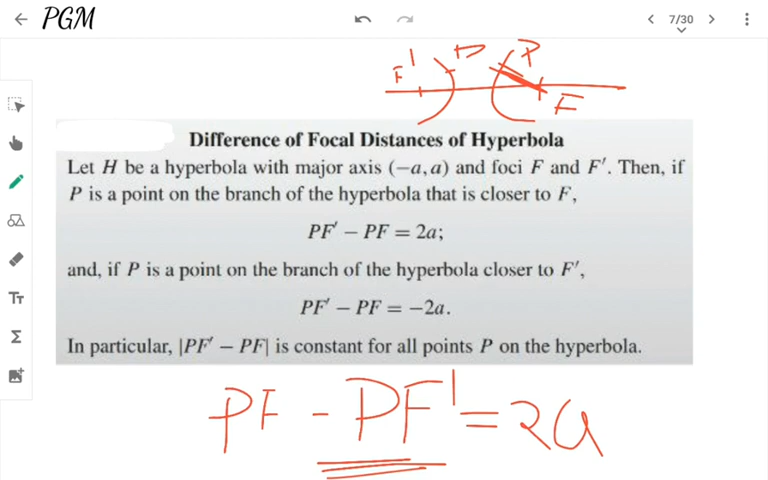 PGM
7/30
F'
P
P
F
Difference of Focal Distances of Hyperbola
Let H be a hyperbola with major axis (−a, a) and foci F and F′. Then, if
P is a point on the branch of the hyperbola that is closer to F,
PF′ − PF = 2a;
and, if P is a point on the branch of the hyperbola closer to F′,
PF′ − PF = −2a.
In particular, |PF′ − PF| is constant for all points P on the hyperbola.
PF - PF' = 2a
Tт
Σ